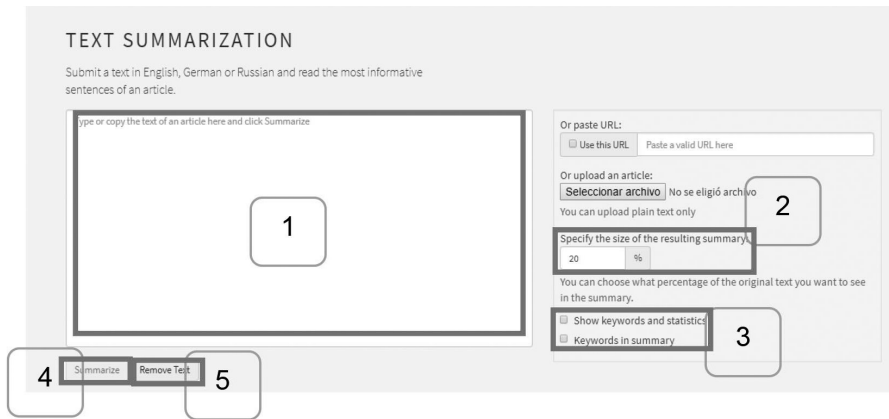 TEXT SUMMARIZATION
Submit a text in English, German or Russian and read the most informative
sentences of an article.
ype or copy the text of an article here and click Summarize
1
Or paste URL:
Use this URL
Paste a valid URL here
Or upload an article:
Seleccionar archivo No se eligió archivo
You can upload plain text only
2
Specify the size of the resulting summary
20 %
You can choose what percentage of the original text you want to see
in the summary.
Show keywords and statistics
Keywords in summary
3
4
Summarize
Remove Text
5